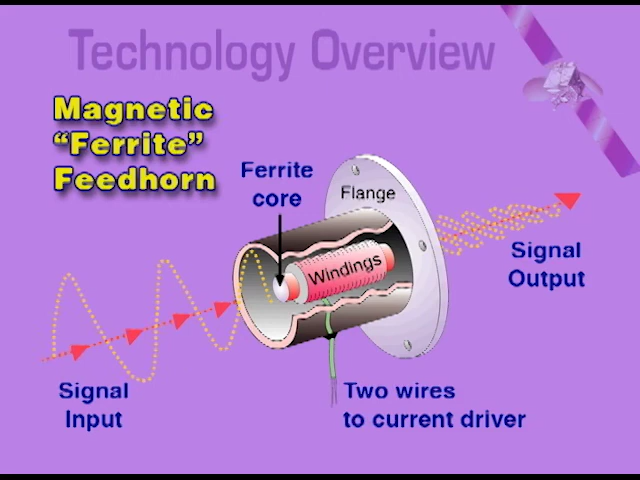 Technology Overview
Magnetic
“Ferrite”
Feedhorn
Ferrite
core
Flange
Windings
Signal
Output
Signal
Input
Two wires
to current driver